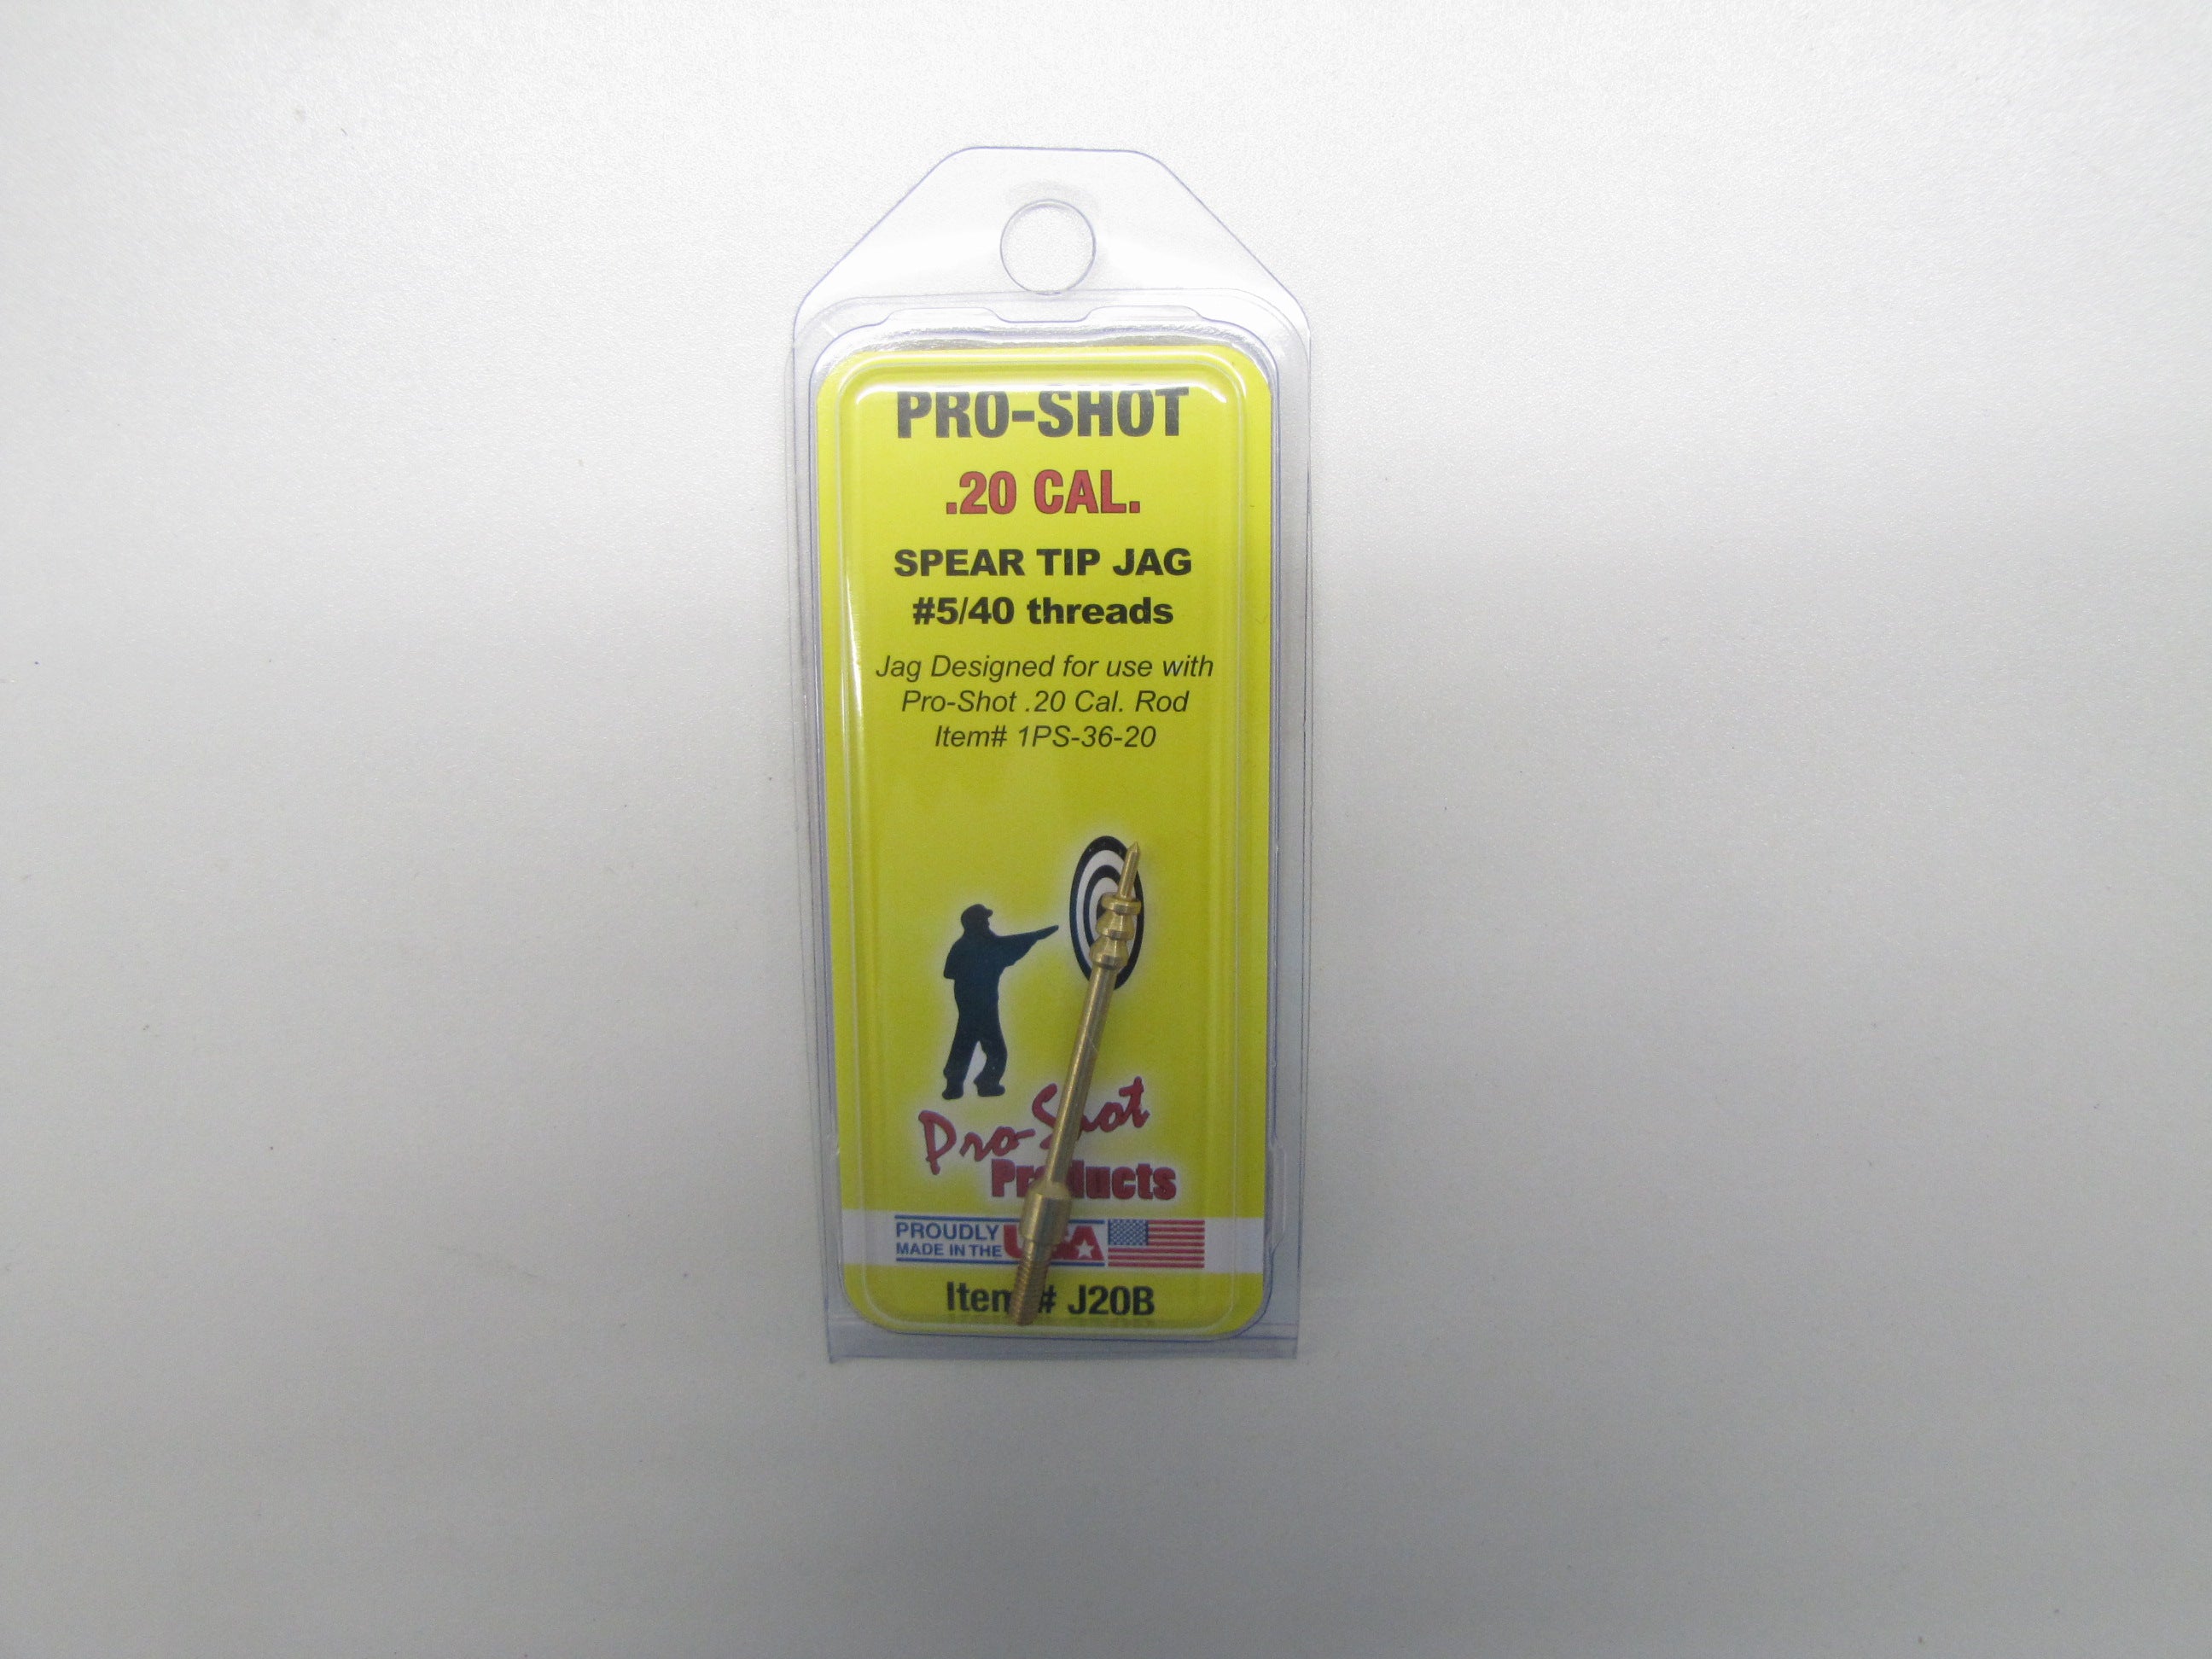 PRO-SHOT
.20 CAL.
SPEAR TIP JAG
#5/40 threads
Jag Designed for use with
Pro-Shot .20 Cal. Rod
Item# 1PS-36-20
Pro-Shot
Products
PROUDLY
MADE IN THE USA
Item# J20B